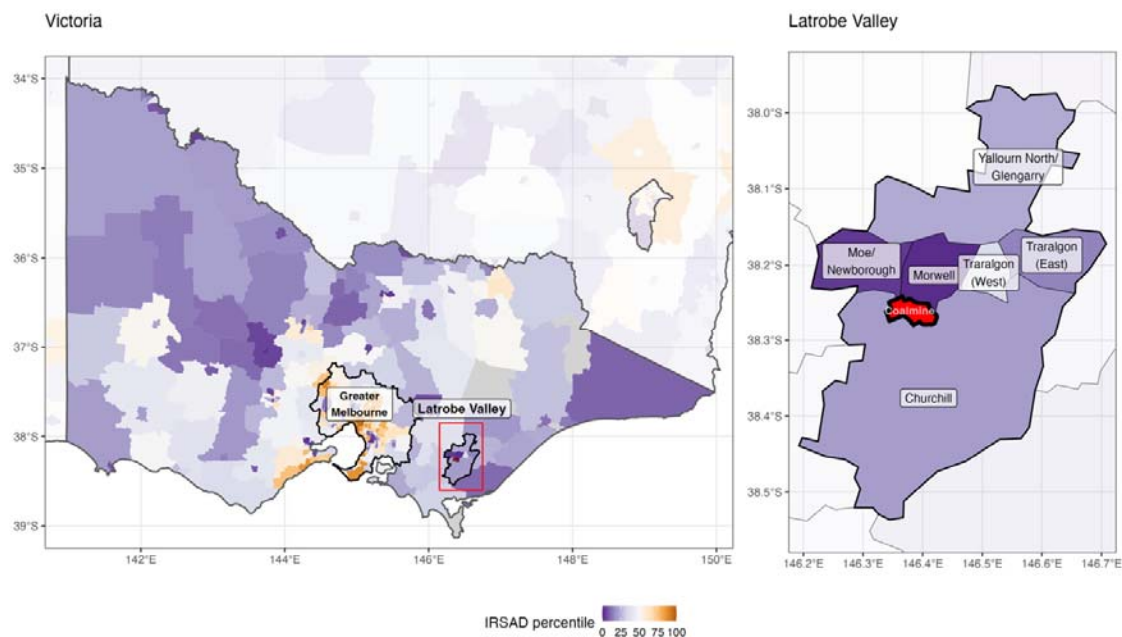 Victoria
34°S
35°S
36°S
37°S
38°S
39°S
142°E
144°E
146°E
148°E
150°E
Greater
Melbourne
Latrobe Valley
Latrobe Valley
38.0°S
38.1°S
38.2°S
38.3°S
38.4°S
38.5°S
146.2°E
146.3°E
146.4°E
146.5°E
146.6°E
146.7°E
Yallourn North/
Glengarry
Moe/
Newborough
Morwell
Traralgon
(West)
Traralgon
(East)
Coalmine
Churchill
IRSAD percentile
0 25 50 75 100